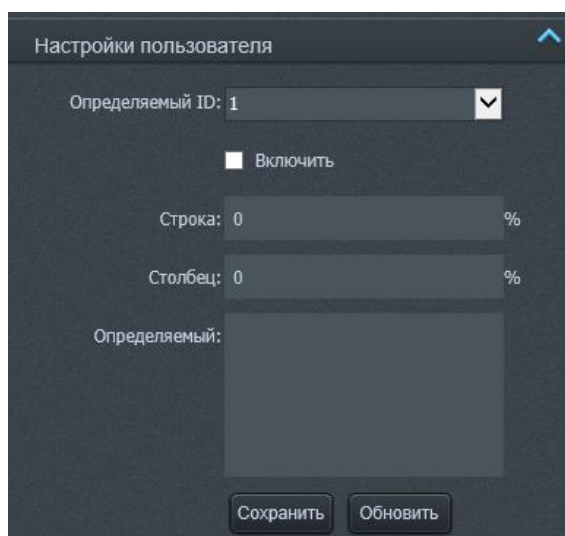 Настройки пользователя
Определяемый ID: 1
Включить
Строка: 0 %
Столбец: 0 %
Определяемый:
Сохранить Обновить